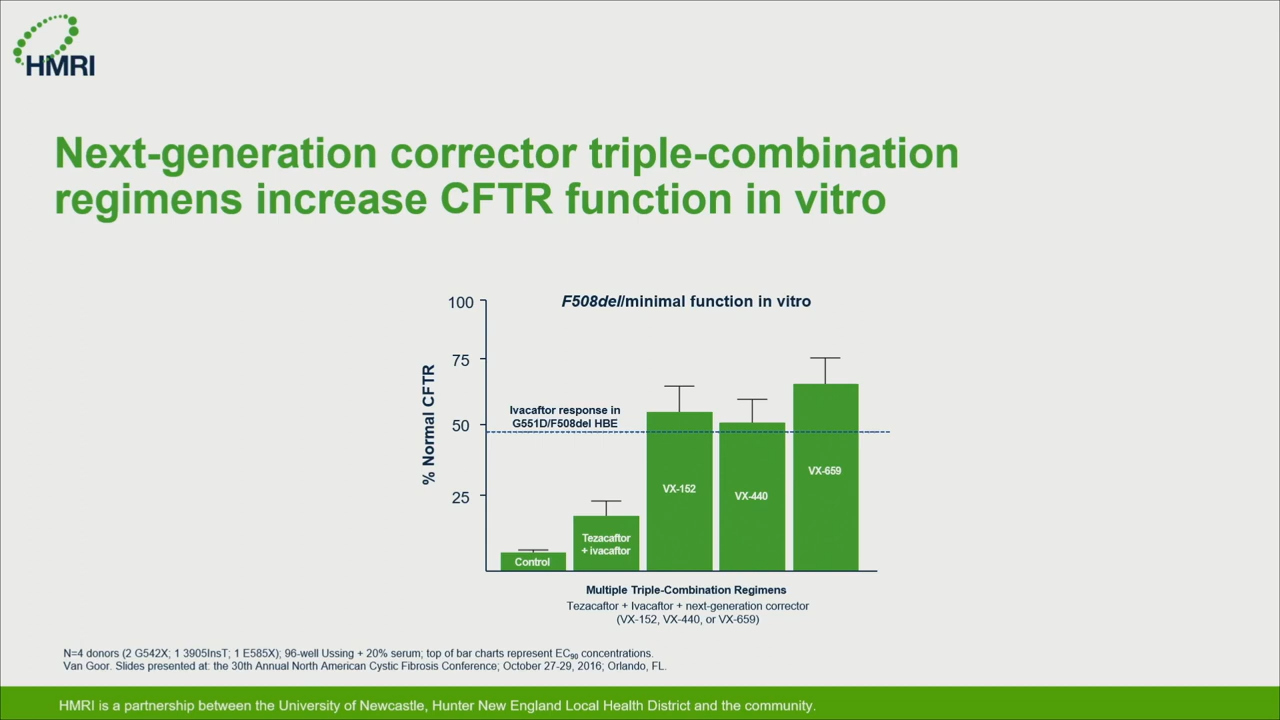 HMRI
Next-generation corrector triple-combination
regimens increase CFTR function in vitro
F508del/minimal function in vitro
% Normal CFTR
100
75
50
25
Ivacaftor response in
G551D/F508del HBE
Control
Tezacaftor
+ ivacaftor
VX-152
VX-440
VX-659
Multiple Triple-Combination Regimens
Tezacaftor + Ivacaftor + next-generation corrector
(VX-152, VX-440, or VX-659)
N=4 donors (2 G542X; 1 3905InsT; 1 E585X); 96-well Ussing + 20% serum; top of bar charts represent EC90 concentrations.
Van Goor. Slides presented at: the 30th Annual North American Cystic Fibrosis Conference; October 27-29, 2016; Orlando, FL.
HMRI is a partnership between the University of Newcastle, Hunter New England Local Health District and the community.